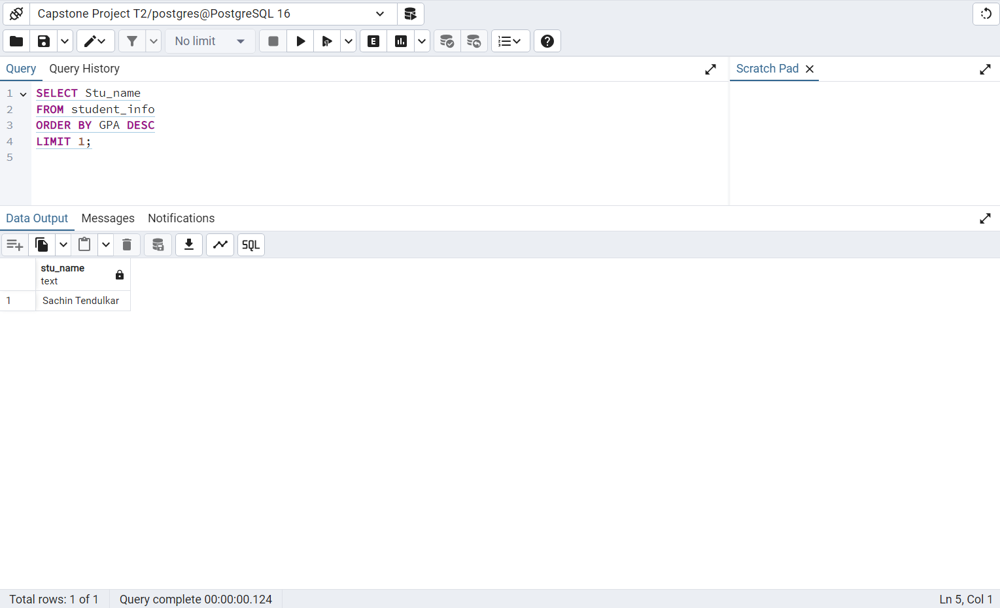 Capstone Project T2/postgres@PostgreSQL 16
No limit
E
Query Query History
Scratch Pad
1 SELECT Stu_name
2 FROM student_info
3 ORDER BY GPA DESC
4 LIMIT 1;
5
Data Output Messages Notifications
SQL
stu_name
text
1 Sachin Tendulkar
Total rows: 1 of 1 Query complete 00:00:00.124 Ln 5, Col 1